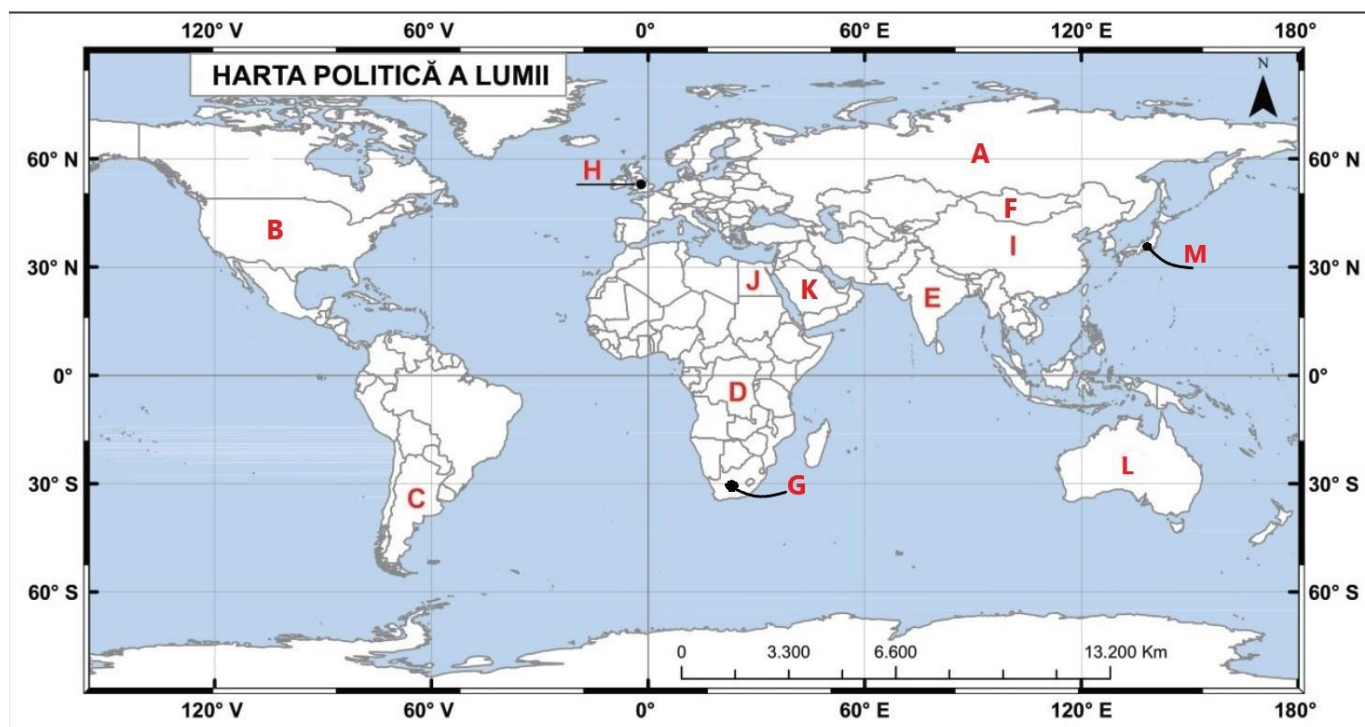 120° V 60° V 0° 60° E 120° E 180°
HARTA POLITICĂ A LUMII
N
60° N A 60° N
H
F
B I
M
30° N J 30° N
K E
0° 0°
D
L
30° S G 30° S
C
60° S 60° S
0 3.300 6.600 13.200 Km
120° V 60° V 0° 60° E 120° E 180°